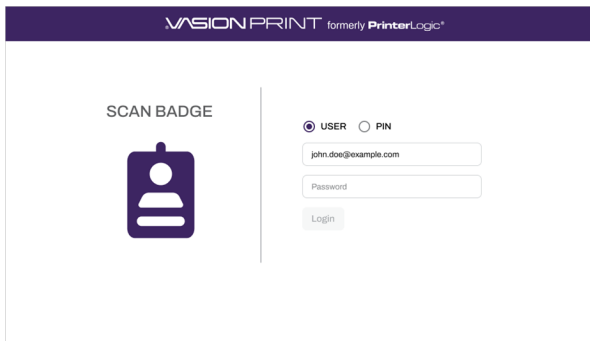 VASION PRINT formerly PrinterLogic®
SCAN BADGE
USER PIN
john.doe@example.com
Password
Login